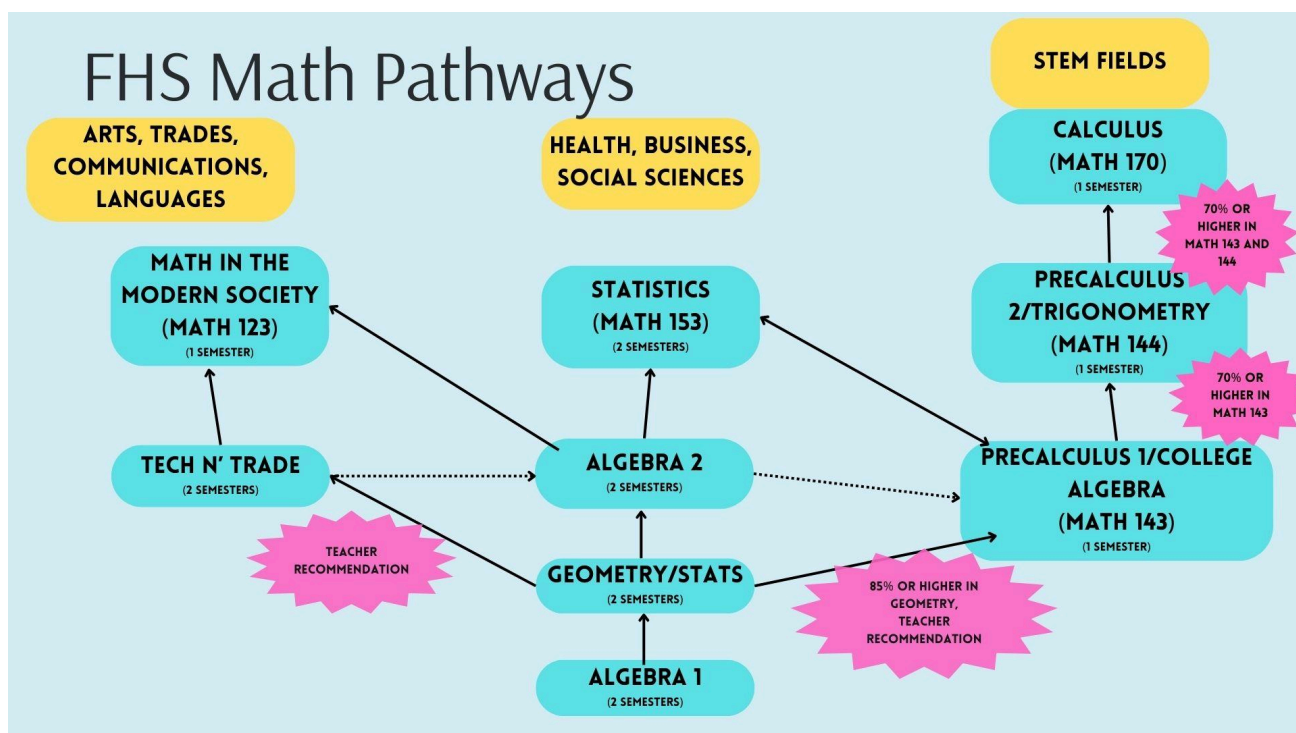 FHS Math Pathways
ARTS, TRADES,
COMMUNICATIONS,
LANGUAGES
HEALTH, BUSINESS,
SOCIAL SCIENCES
STEM FIELDS
CALCULUS
(MATH 170)
(1 SEMESTER)
70% OR
HIGHER IN
MATH 143 AND
144
MATH IN THE
MODERN SOCIETY
(MATH 123)
(1 SEMESTER)
STATISTICS
(MATH 153)
(2 SEMESTERS)
PRECALCULUS
2/TRIGONOMETRY
(MATH 144)
(1 SEMESTER)
70% OR
HIGHER IN
MATH 143
TECH N' TRADE
(2 SEMESTERS)
ALGEBRA 2
(2 SEMESTERS)
PRECALCULUS 1/COLLEGE
ALGEBRA
(MATH 143)
(1 SEMESTER)
TEACHER
RECOMMENDATION
GEOMETRY/STATS
(2 SEMESTERS)
85% OR HIGHER IN
GEOMETRY,
TEACHER
RECOMMENDATION
ALGEBRA 1
(2 SEMESTERS)